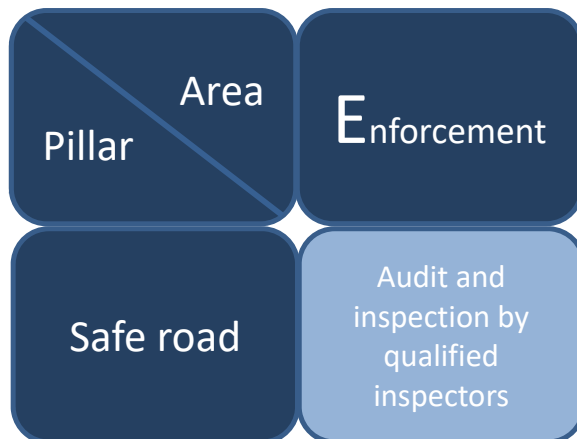 Area
Pillar
Enforcement
Safe road
Audit and
inspection by
qualified
inspectors